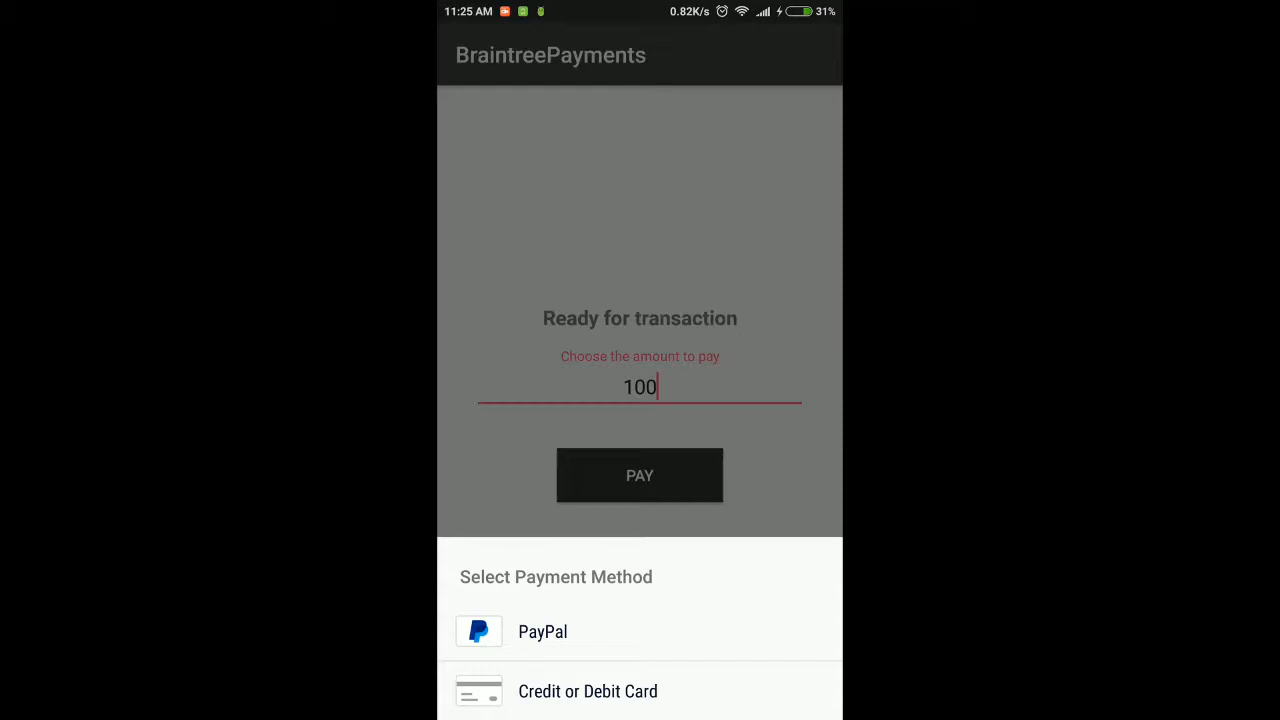 11:25 AM 0.82K/s 31%
BraintreePayments
Ready for transaction
Choose the amount to pay
100
PAY
Select Payment Method
PayPal
Credit or Debit Card